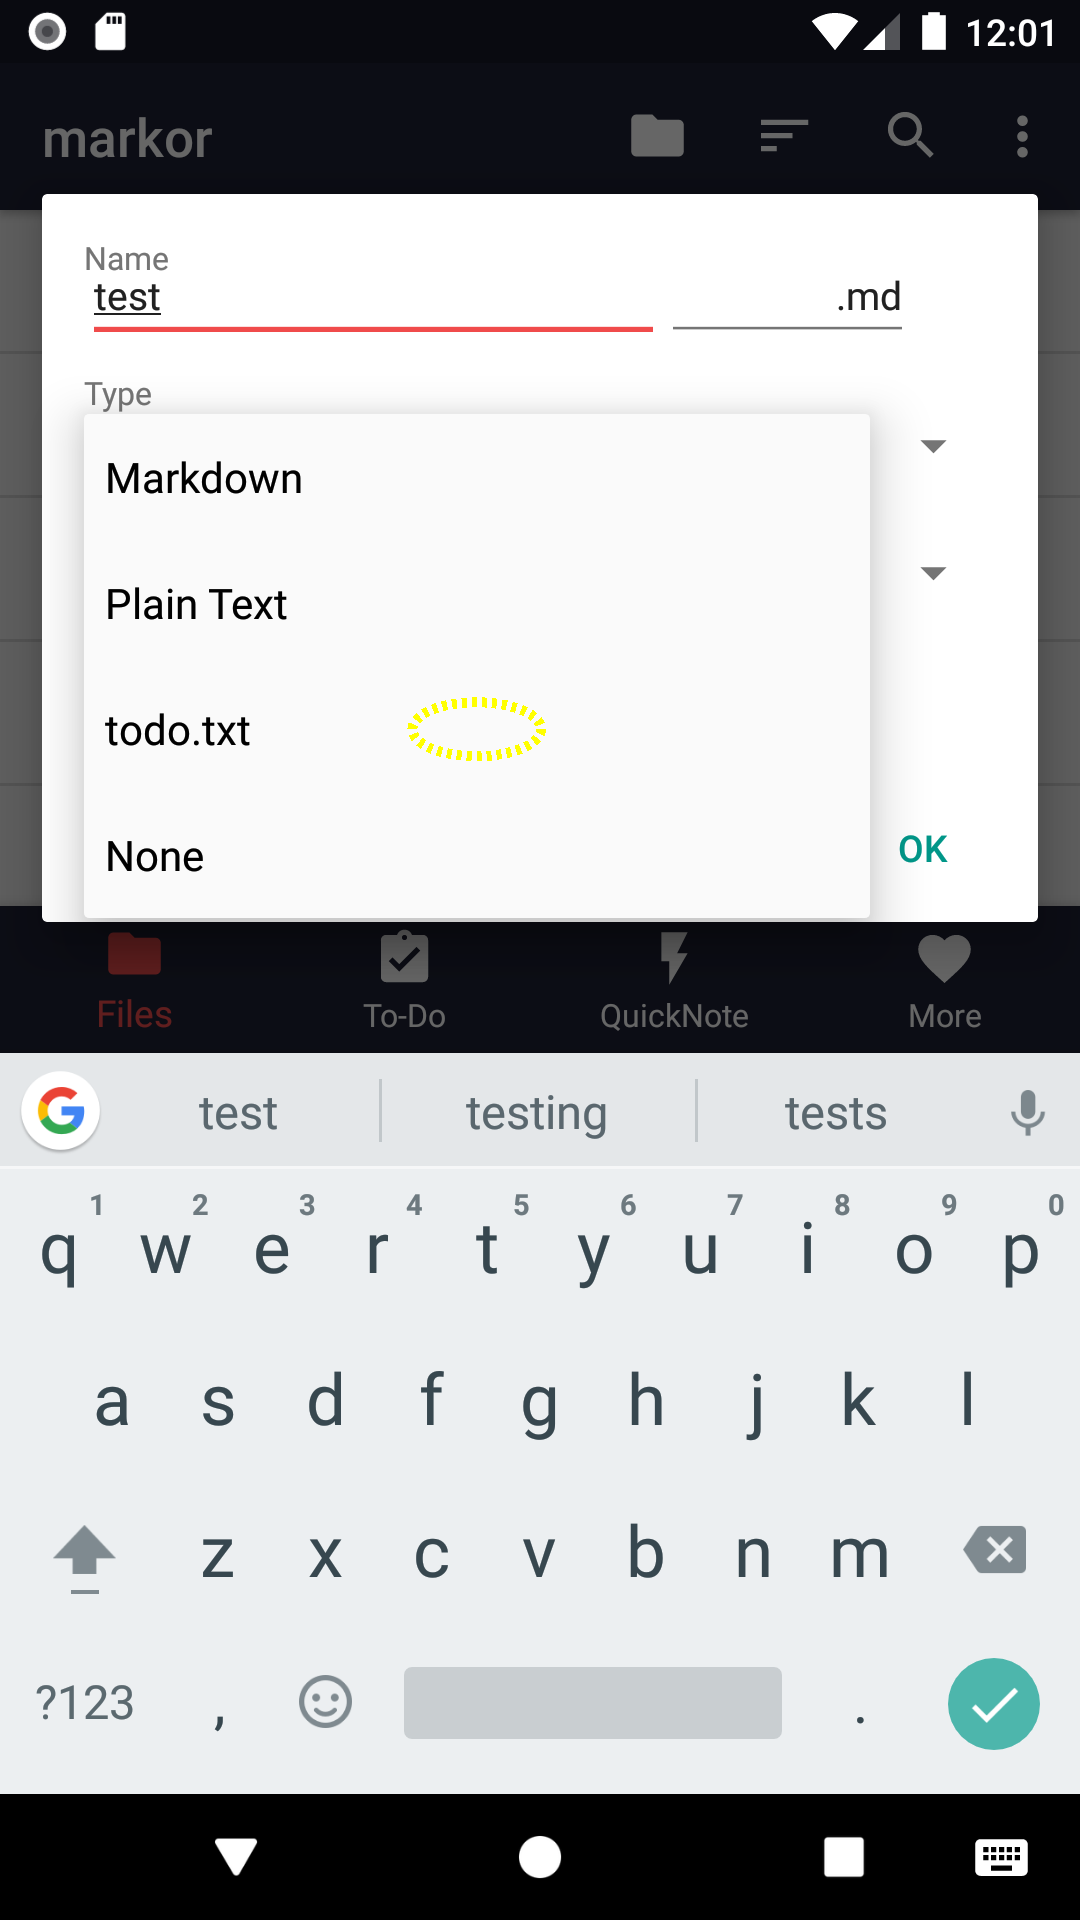 12:01
markor
Name
test .md
Type
Markdown
Plain Text
todo.txt
None
OK
Files To-Do QuickNote More
test testing tests
1 2 3 4 5 6 7 8 9 0
q w e r t y u i o p
a s d f g h j k l
z x c v b n m
?123 , .